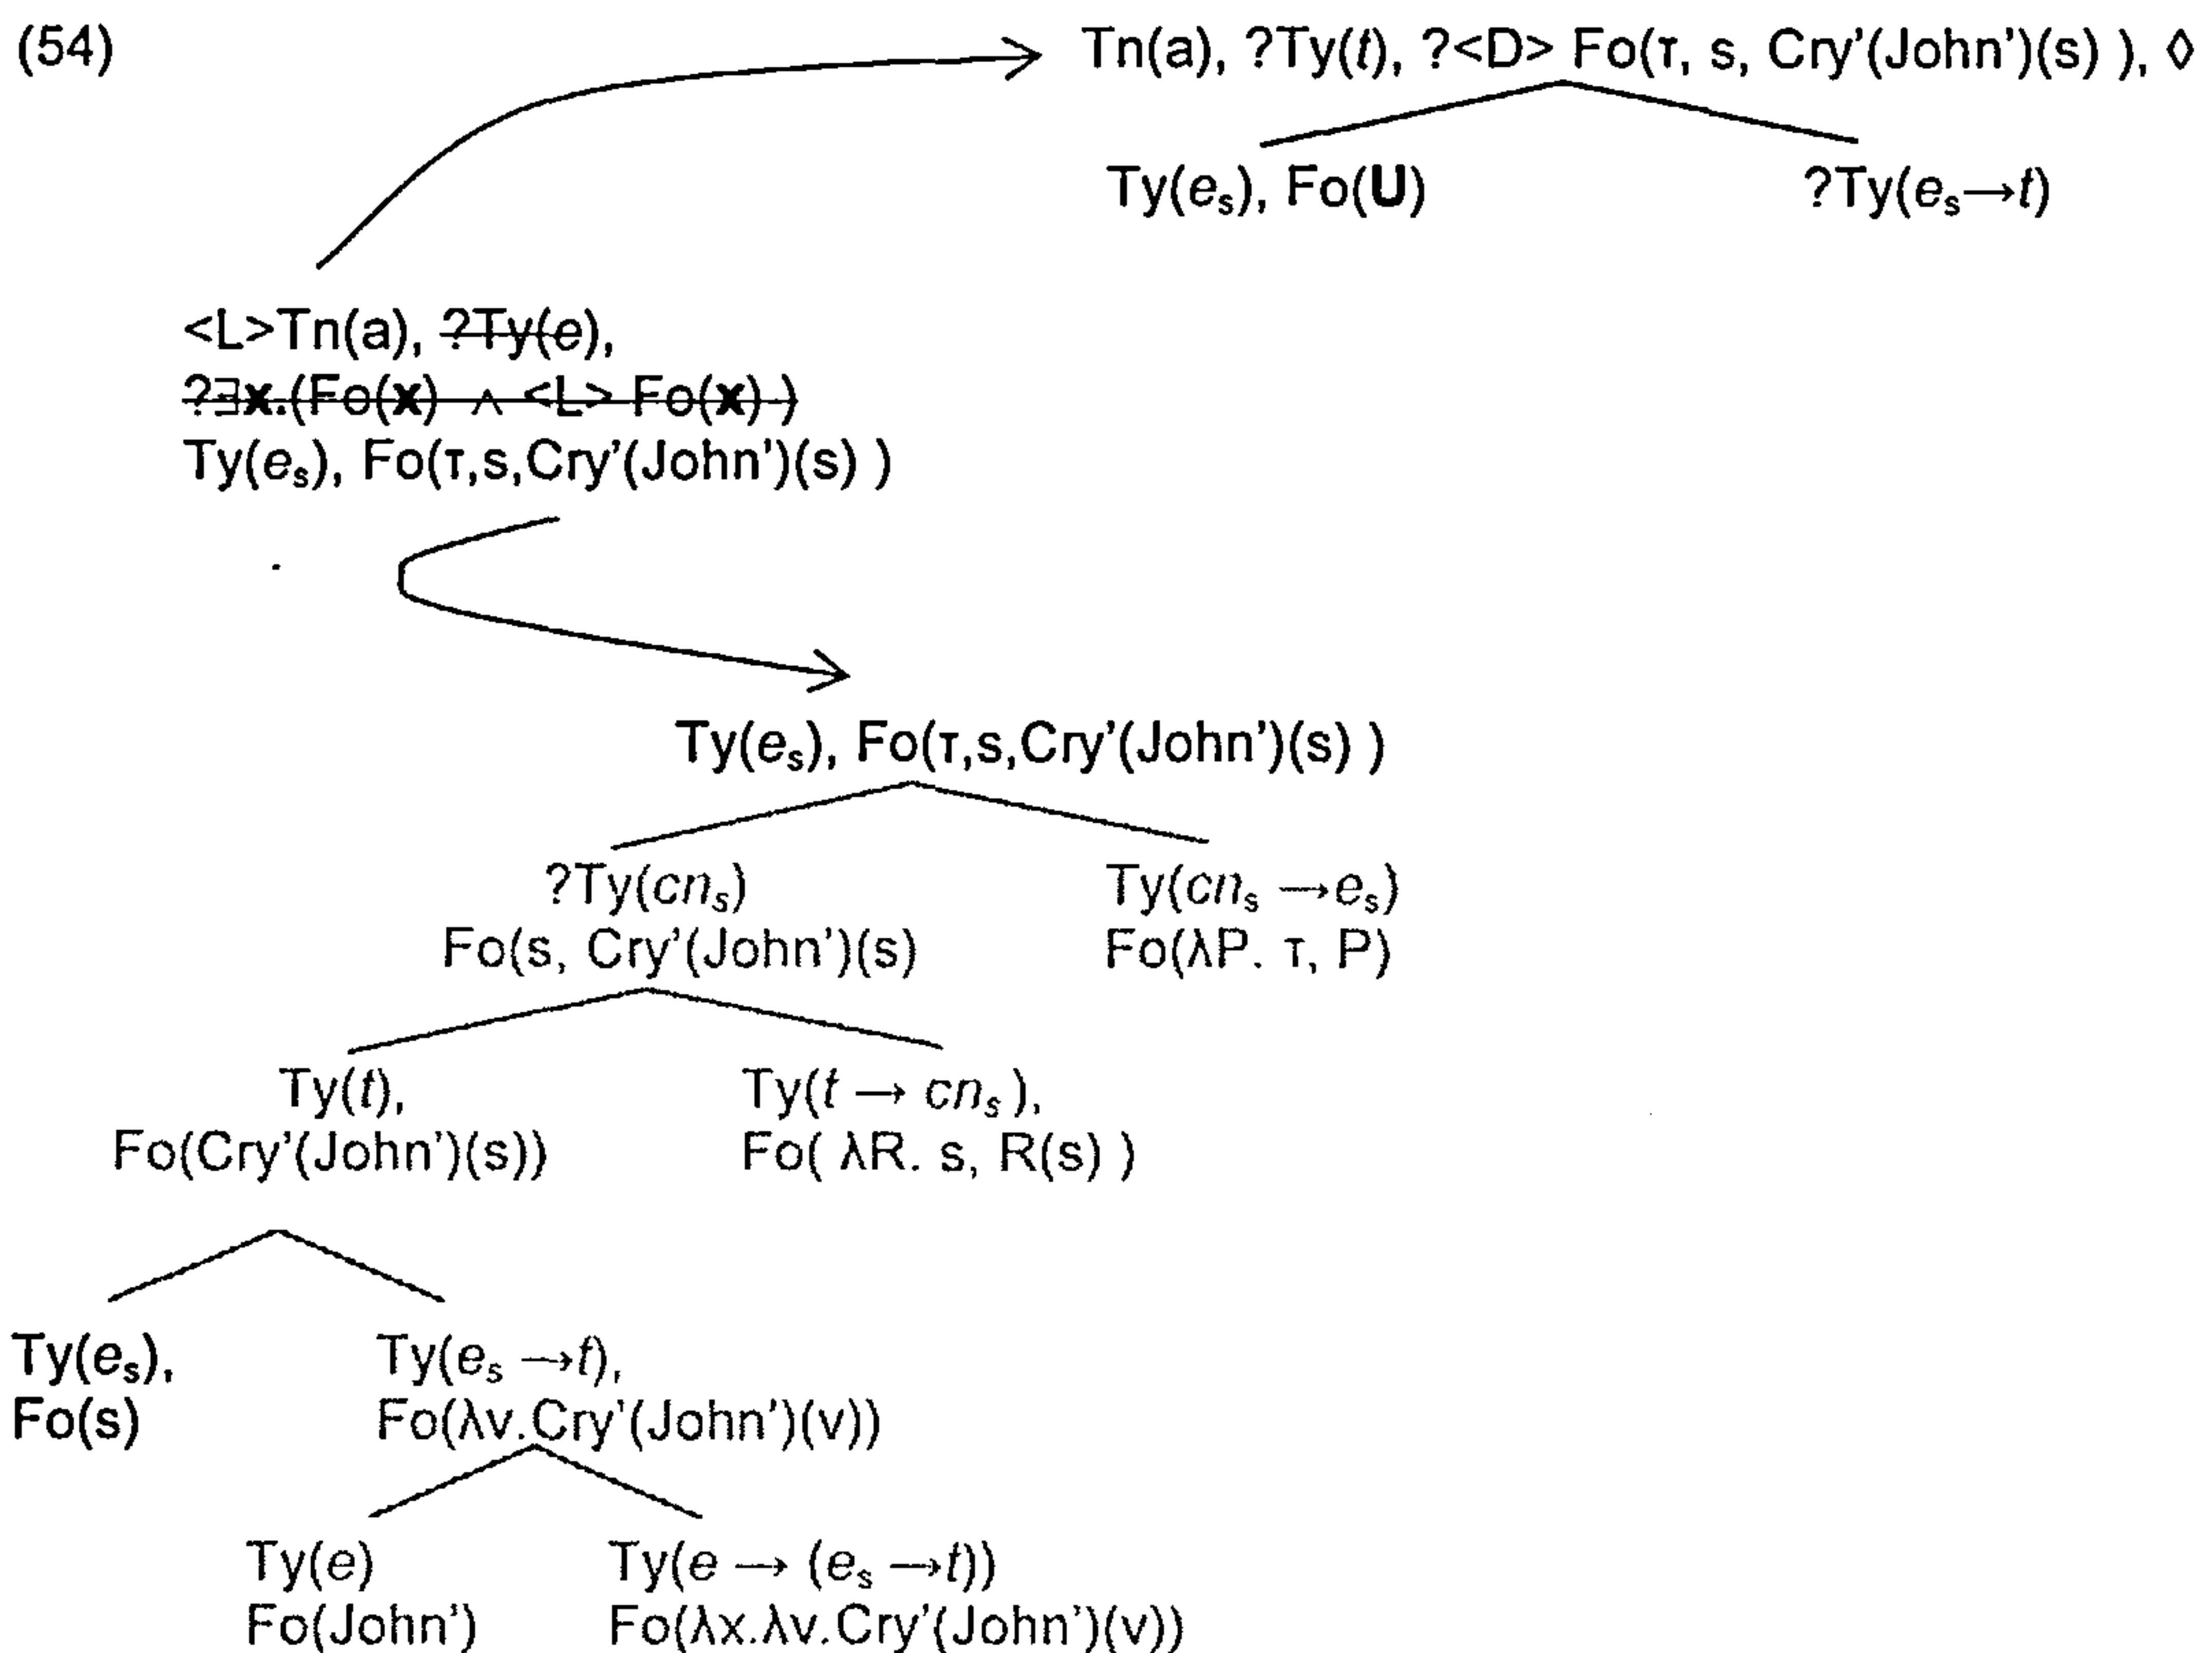 (54)
Tn(a), ?Ty(t), ?<D> Fo(τ, s, Cry'(John')(s) ), ◊
Ty(eₛ), Fo(U) ?Ty(eₛ→t)
<L>Tn(a), ?Ty(e),
?∃x.(Fo(x) ∧ <L> Fo(x) )
Ty(eₛ), Fo(τ,s,Cry'(John')(s) )
Ty(eₛ), Fo(τ,s,Cry'(John')(s) )
?Ty(cnₛ) Ty(cnₛ →eₛ)
Fo(s, Cry'(John')(s) Fo(λP. τ, P)
Ty(t), Ty(t → cnₛ),
Fo(Cry'(John')(s)) Fo( λR. s, R(s) )
Ty(eₛ), Ty(eₛ →t),
Fo(s) Fo(λv.Cry'(John')(v))
Ty(e) Ty(e → (eₛ →t))
Fo(John') Fo(λx.λv.Cry'(John')(v))